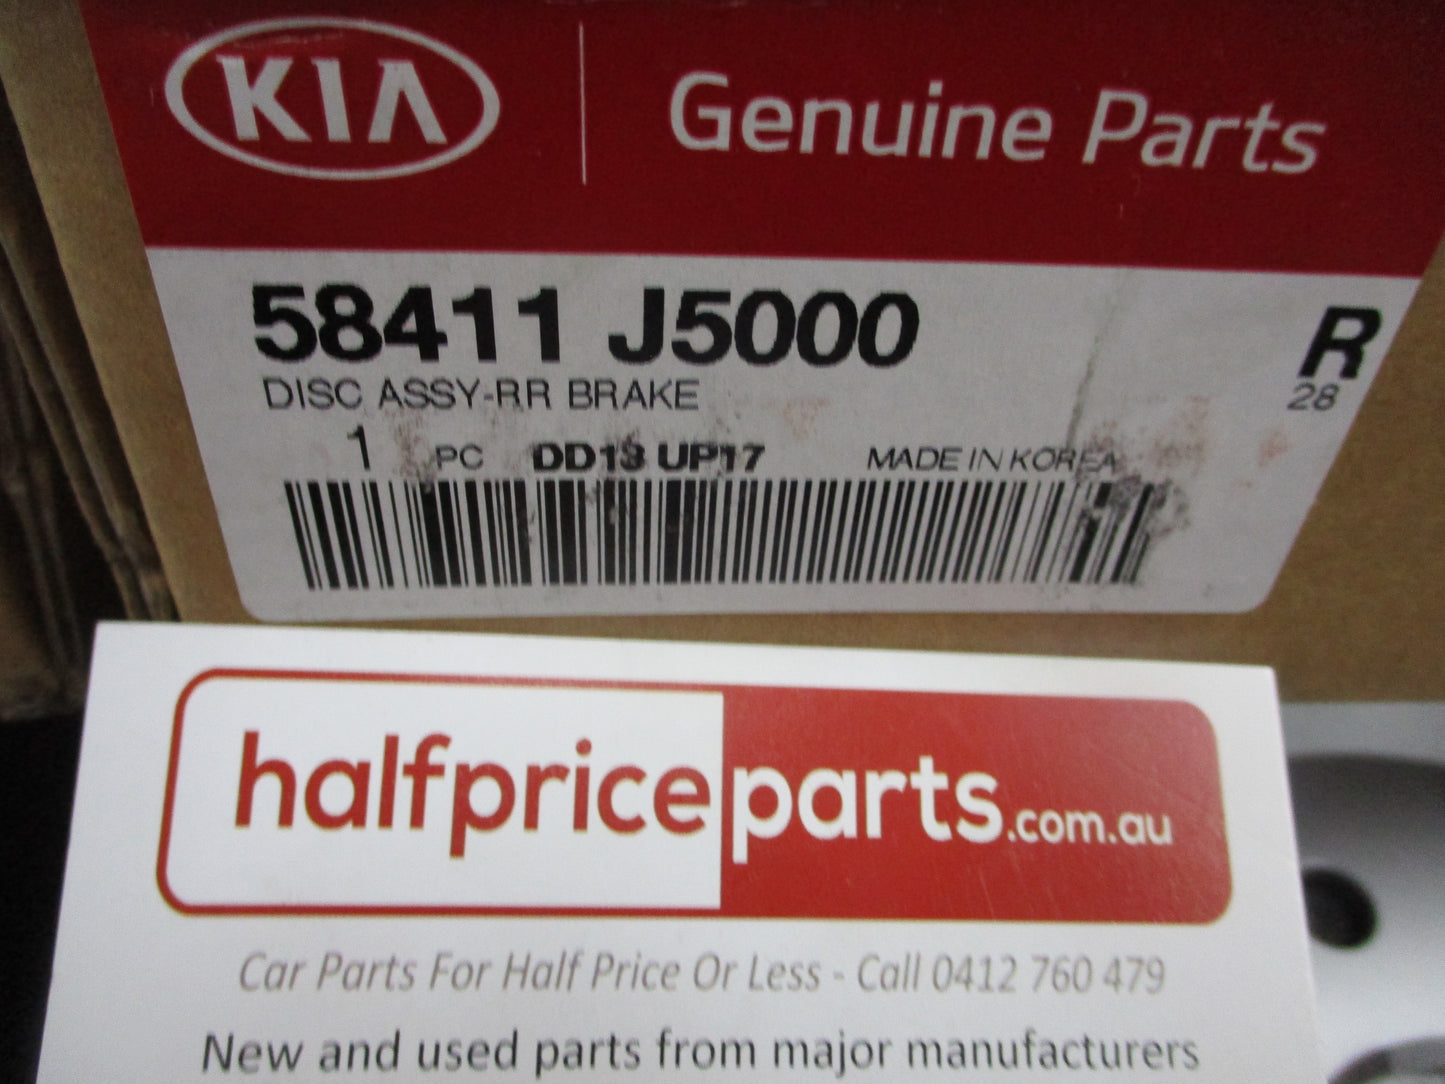 KIA Genuine Parts
58411 J5000 R
DISC ASSY-RR BRAKE 28
1 PC DD13 UP17 MADE IN KOREA
halfpriceparts.com.au
Car Parts For Half Price Or Less - Call 0412 760 479
New and used parts from major manufacturers